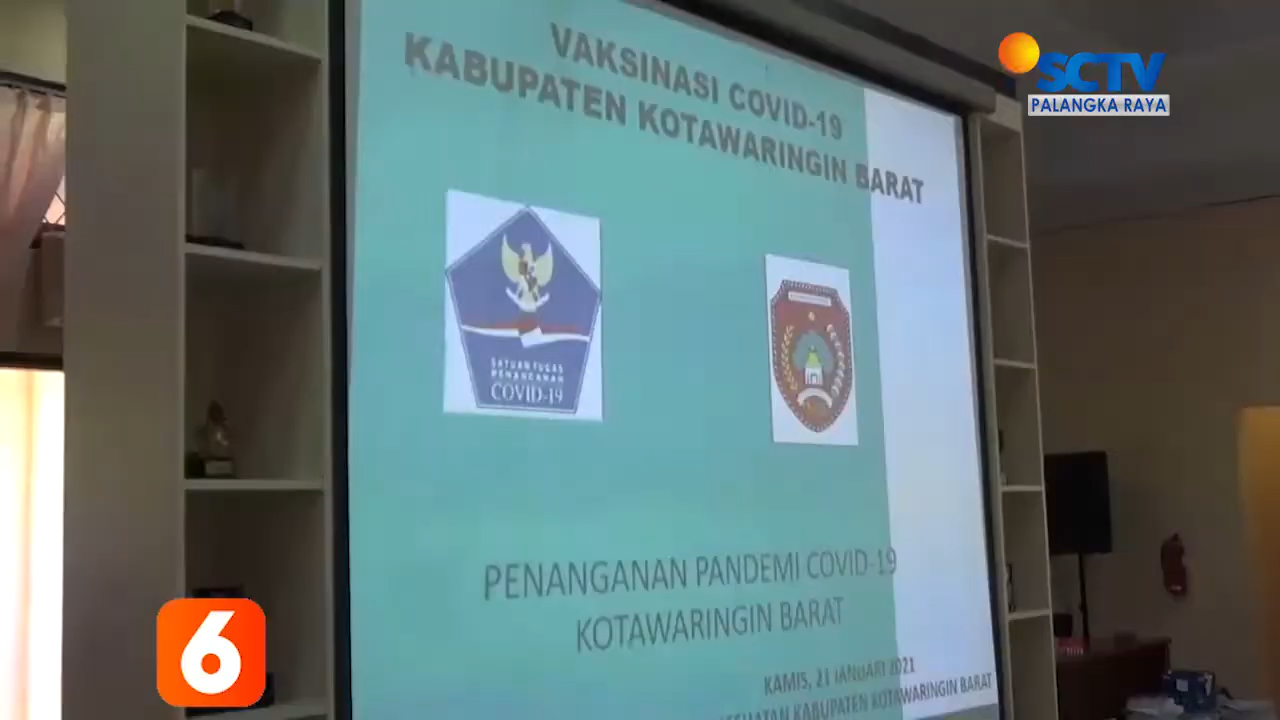 SCTV
PALANGKA RAYA
VAKSINASI COVID-19
KABUPATEN KOTAWARINGIN BARAT
SATUAN TUGAS
PENANGANAN
COVID-19
PENANGANAN PANDEMI COVID-19
KOTAWARINGIN BARAT
KAMIS, 21 JANUARI 2021
KABUPATEN KOTAWARINGIN BARAT
6